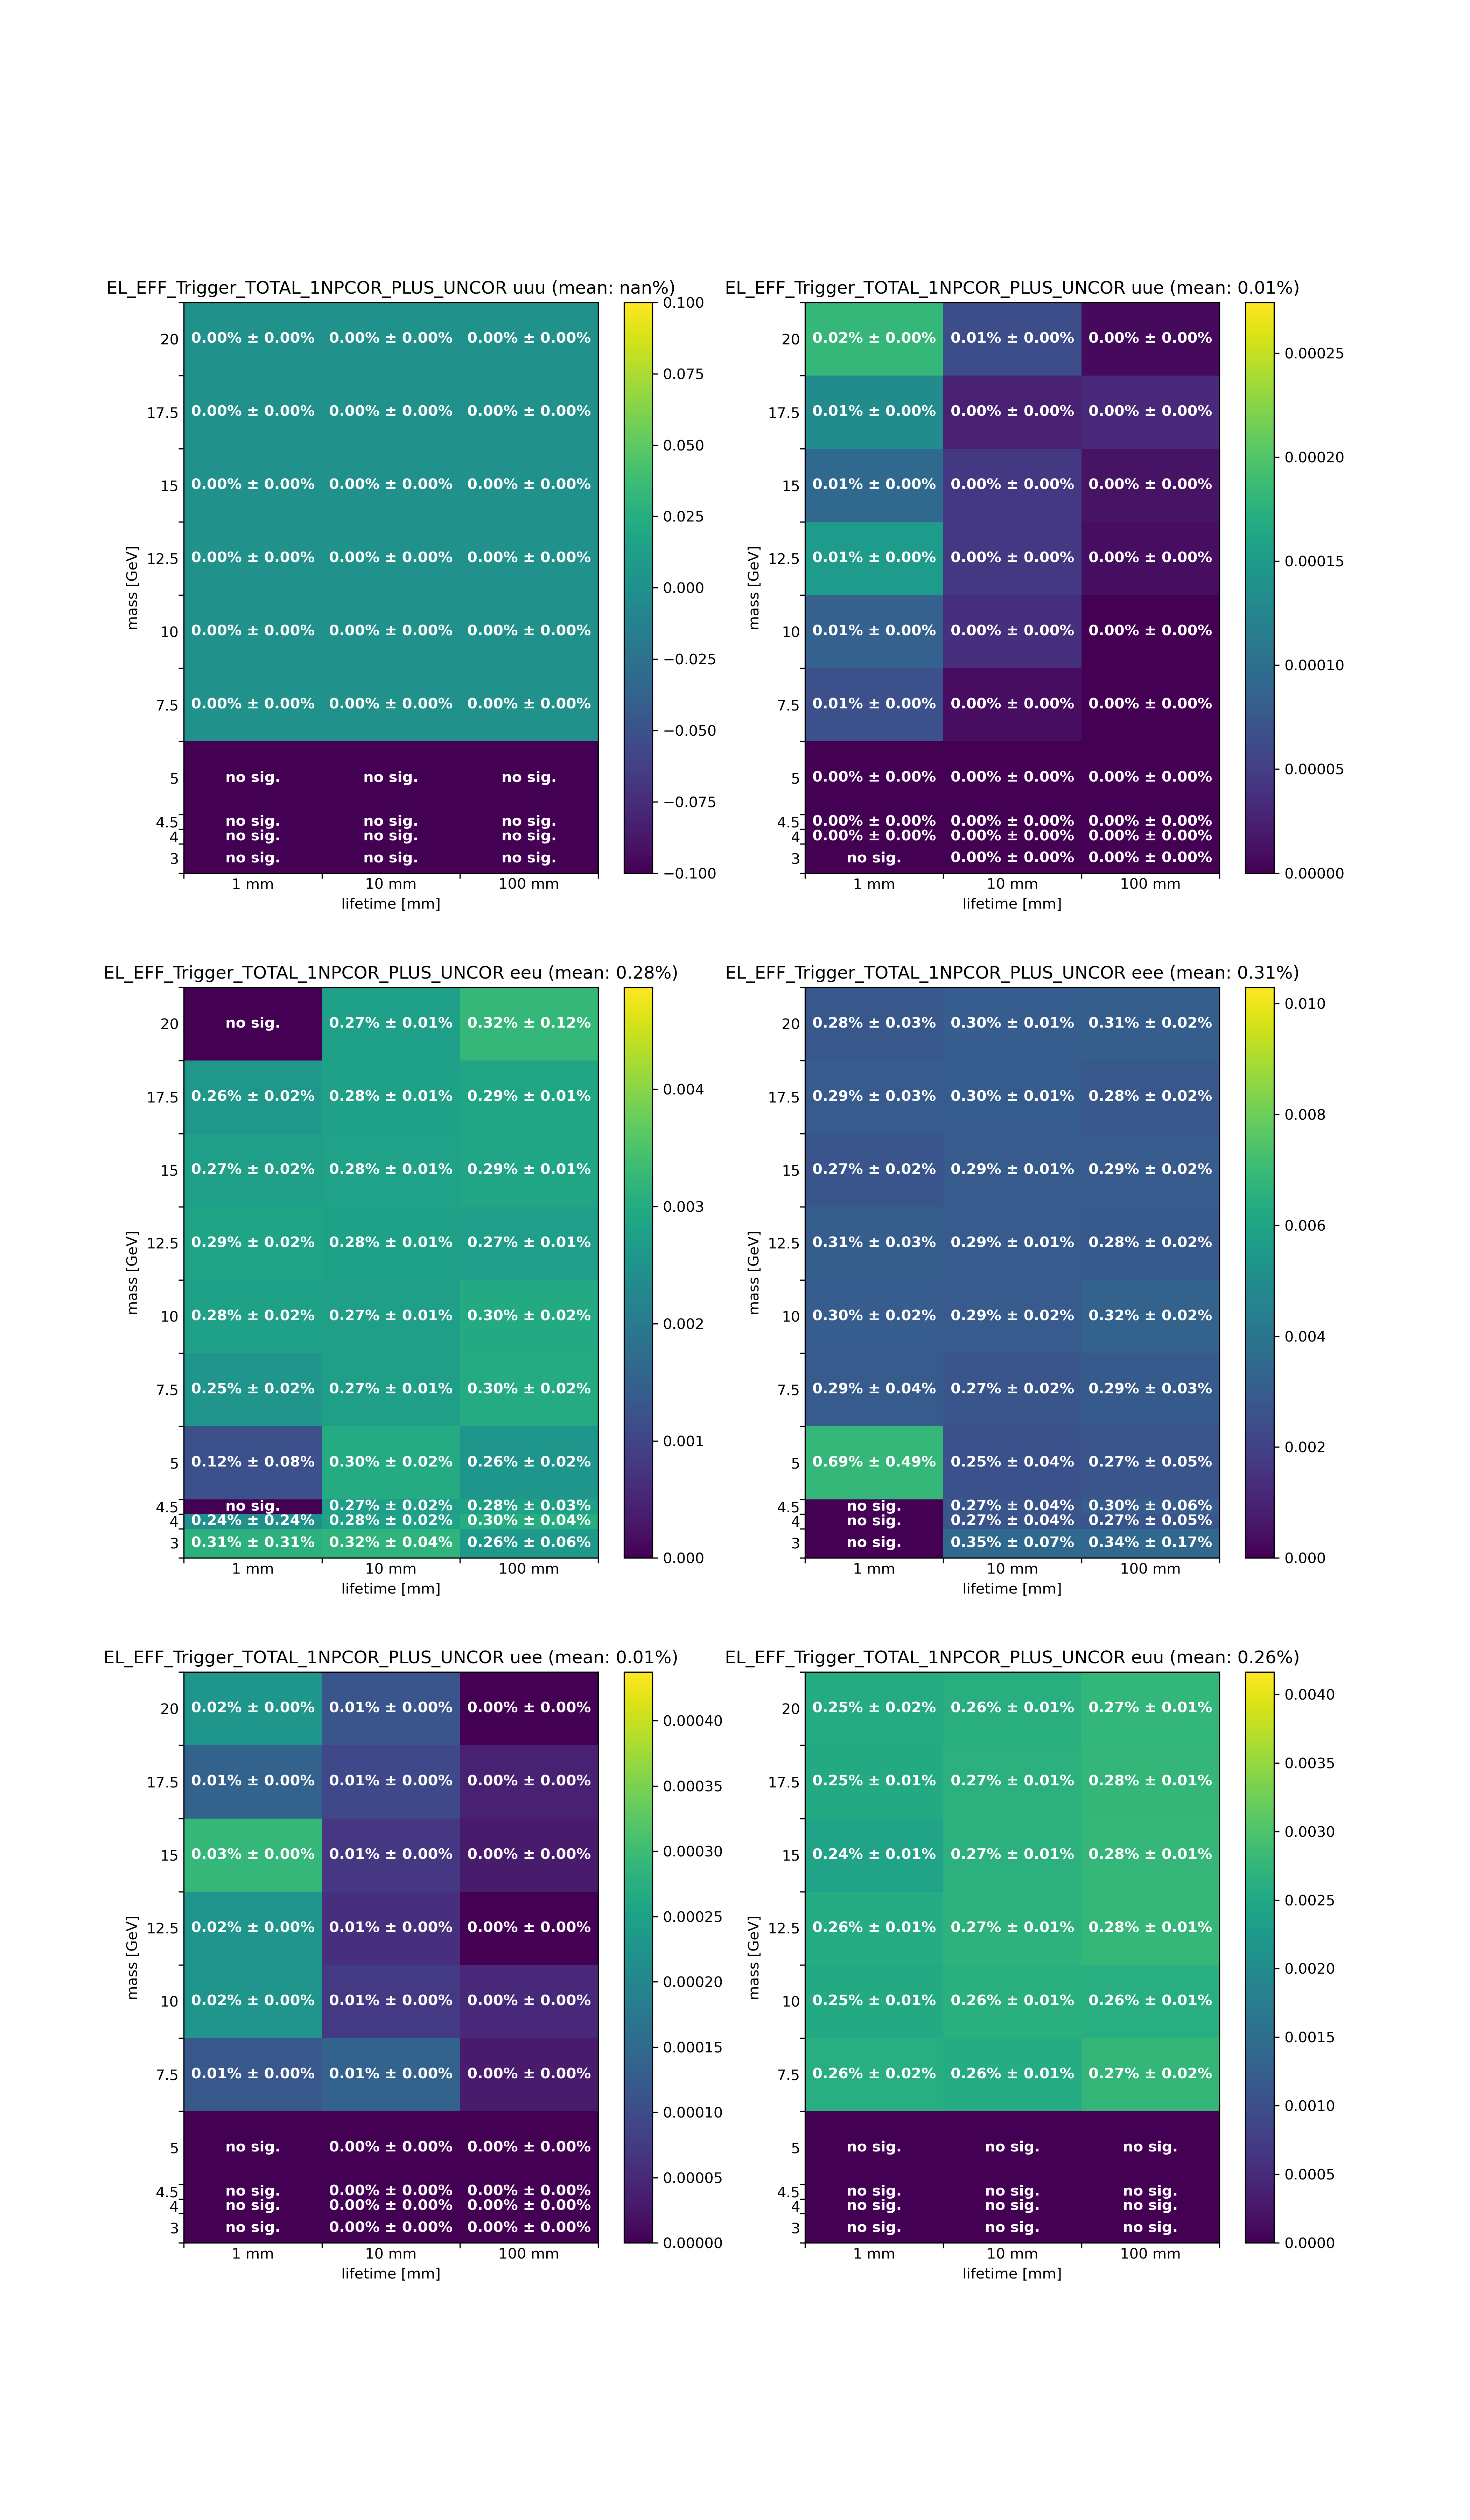 EL_EFF_Trigger_TOTAL_1NPCOR_PLUS_UNCOR uuu (mean: nan%)
20 0.00% ± 0.00% 0.00% ± 0.00% 0.00% ± 0.00%
17.5 0.00% ± 0.00% 0.00% ± 0.00% 0.00% ± 0.00%
15 0.00% ± 0.00% 0.00% ± 0.00% 0.00% ± 0.00%
12.5 0.00% ± 0.00% 0.00% ± 0.00% 0.00% ± 0.00%
10 0.00% ± 0.00% 0.00% ± 0.00% 0.00% ± 0.00%
7.5 0.00% ± 0.00% 0.00% ± 0.00% 0.00% ± 0.00%
5 no sig. no sig. no sig.
4.5 no sig. no sig. no sig.
4 no sig. no sig. no sig.
3 no sig. no sig. no sig.
1 mm 10 mm 100 mm
lifetime [mm]
mass [GeV]
0.100
0.075
0.050
0.025
0.000
−0.025
−0.050
−0.075
−0.100
EL_EFF_Trigger_TOTAL_1NPCOR_PLUS_UNCOR uue (mean: 0.01%)
20 0.02% ± 0.00% 0.01% ± 0.00% 0.00% ± 0.00%
17.5 0.01% ± 0.00% 0.00% ± 0.00% 0.00% ± 0.00%
15 0.01% ± 0.00% 0.00% ± 0.00% 0.00% ± 0.00%
12.5 0.01% ± 0.00% 0.00% ± 0.00% 0.00% ± 0.00%
10 0.01% ± 0.00% 0.00% ± 0.00% 0.00% ± 0.00%
7.5 0.01% ± 0.00% 0.00% ± 0.00% 0.00% ± 0.00%
5 0.00% ± 0.00% 0.00% ± 0.00% 0.00% ± 0.00%
4.5 0.00% ± 0.00% 0.00% ± 0.00% 0.00% ± 0.00%
4 0.00% ± 0.00% 0.00% ± 0.00% 0.00% ± 0.00%
3 no sig. 0.00% ± 0.00% 0.00% ± 0.00%
1 mm 10 mm 100 mm
lifetime [mm]
mass [GeV]
0.00025
0.00020
0.00015
0.00010
0.00005
0.00000
EL_EFF_Trigger_TOTAL_1NPCOR_PLUS_UNCOR eeu (mean: 0.28%)
20 no sig. 0.27% ± 0.01% 0.32% ± 0.12%
17.5 0.26% ± 0.02% 0.28% ± 0.01% 0.29% ± 0.01%
15 0.27% ± 0.02% 0.28% ± 0.01% 0.29% ± 0.01%
12.5 0.29% ± 0.02% 0.28% ± 0.01% 0.27% ± 0.01%
10 0.28% ± 0.02% 0.27% ± 0.01% 0.30% ± 0.02%
7.5 0.25% ± 0.02% 0.27% ± 0.01% 0.30% ± 0.02%
5 0.12% ± 0.08% 0.30% ± 0.02% 0.26% ± 0.02%
4.5 no sig. 0.27% ± 0.02% 0.28% ± 0.03%
4 0.24% ± 0.24% 0.28% ± 0.02% 0.30% ± 0.04%
3 0.31% ± 0.31% 0.32% ± 0.04% 0.26% ± 0.06%
1 mm 10 mm 100 mm
lifetime [mm]
mass [GeV]
0.004
0.003
0.002
0.001
0.000
EL_EFF_Trigger_TOTAL_1NPCOR_PLUS_UNCOR eee (mean: 0.31%)
20 0.28% ± 0.03% 0.30% ± 0.01% 0.31% ± 0.02%
17.5 0.29% ± 0.03% 0.30% ± 0.01% 0.28% ± 0.02%
15 0.27% ± 0.02% 0.29% ± 0.01% 0.29% ± 0.02%
12.5 0.31% ± 0.03% 0.29% ± 0.01% 0.28% ± 0.02%
10 0.30% ± 0.02% 0.29% ± 0.01% 0.32% ± 0.02%
7.5 0.29% ± 0.04% 0.27% ± 0.02% 0.29% ± 0.03%
5 0.69% ± 0.49% 0.25% ± 0.04% 0.27% ± 0.05%
4.5 no sig. 0.27% ± 0.04% 0.30% ± 0.06%
4 no sig. 0.27% ± 0.04% 0.27% ± 0.05%
3 no sig. 0.35% ± 0.07% 0.34% ± 0.17%
1 mm 10 mm 100 mm
lifetime [mm]
mass [GeV]
0.010
0.008
0.006
0.004
0.002
0.000
EL_EFF_Trigger_TOTAL_1NPCOR_PLUS_UNCOR uee (mean: 0.01%)
20 0.02% ± 0.00% 0.01% ± 0.00% 0.00% ± 0.00%
17.5 0.01% ± 0.00% 0.01% ± 0.00% 0.00% ± 0.00%
15 0.03% ± 0.00% 0.01% ± 0.00% 0.00% ± 0.00%
12.5 0.02% ± 0.00% 0.01% ± 0.00% 0.00% ± 0.00%
10 0.02% ± 0.00% 0.01% ± 0.00% 0.00% ± 0.00%
7.5 0.01% ± 0.00% 0.01% ± 0.00% 0.00% ± 0.00%
5 no sig. 0.00% ± 0.00% 0.00% ± 0.00%
4.5 no sig. 0.00% ± 0.00% 0.00% ± 0.00%
4 no sig. 0.00% ± 0.00% 0.00% ± 0.00%
3 no sig. 0.00% ± 0.00% 0.00% ± 0.00%
1 mm 10 mm 100 mm
lifetime [mm]
mass [GeV]
0.00040
0.00035
0.00030
0.00025
0.00020
0.00015
0.00010
0.00005
0.00000
EL_EFF_Trigger_TOTAL_1NPCOR_PLUS_UNCOR euu (mean: 0.26%)
20 0.25% ± 0.02% 0.26% ± 0.01% 0.27% ± 0.01%
17.5 0.25% ± 0.01% 0.27% ± 0.01% 0.28% ± 0.01%
15 0.24% ± 0.01% 0.27% ± 0.01% 0.28% ± 0.01%
12.5 0.26% ± 0.01% 0.27% ± 0.01% 0.28% ± 0.01%
10 0.25% ± 0.01% 0.26% ± 0.01% 0.26% ± 0.01%
7.5 0.26% ± 0.02% 0.26% ± 0.01% 0.27% ± 0.02%
5 no sig. no sig. no sig.
4.5 no sig. no sig. no sig.
4 no sig. no sig. no sig.
3 no sig. no sig. no sig.
1 mm 10 mm 100 mm
lifetime [mm]
mass [GeV]
0.0040
0.0035
0.0030
0.0025
0.0020
0.0015
0.0010
0.0005
0.0000